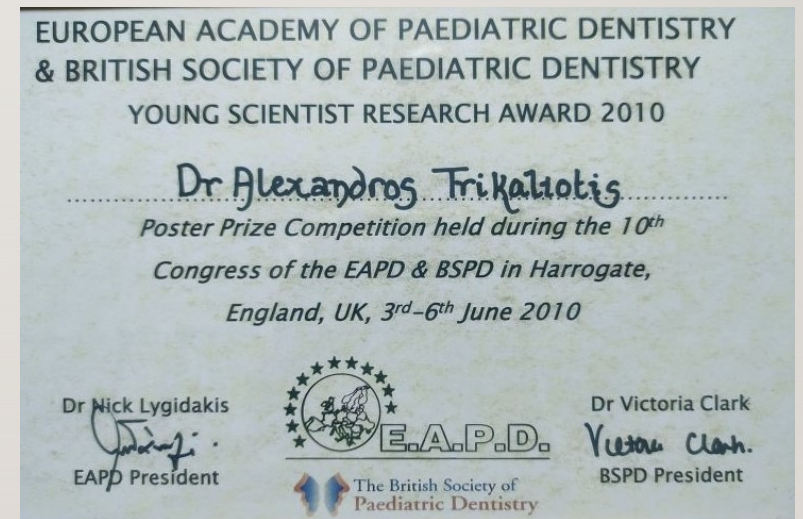 EUROPEAN ACADEMY OF PAEDIATRIC DENTISTRY
& BRITISH SOCIETY OF PAEDIATRIC DENTISTRY
YOUNG SCIENTIST RESEARCH AWARD 2010
Dr Alexandros Trikaliotis
Poster Prize Competition held during the 10th
Congress of the EAPD & BSPD in Harrogate,
England, UK, 3rd-6th June 2010
Dr Nick Lygidakis
EAPD President
E.A.P.D.
The British Society of
Paediatric Dentistry
Dr Victoria Clark
Victoria Clark.
BSPD President